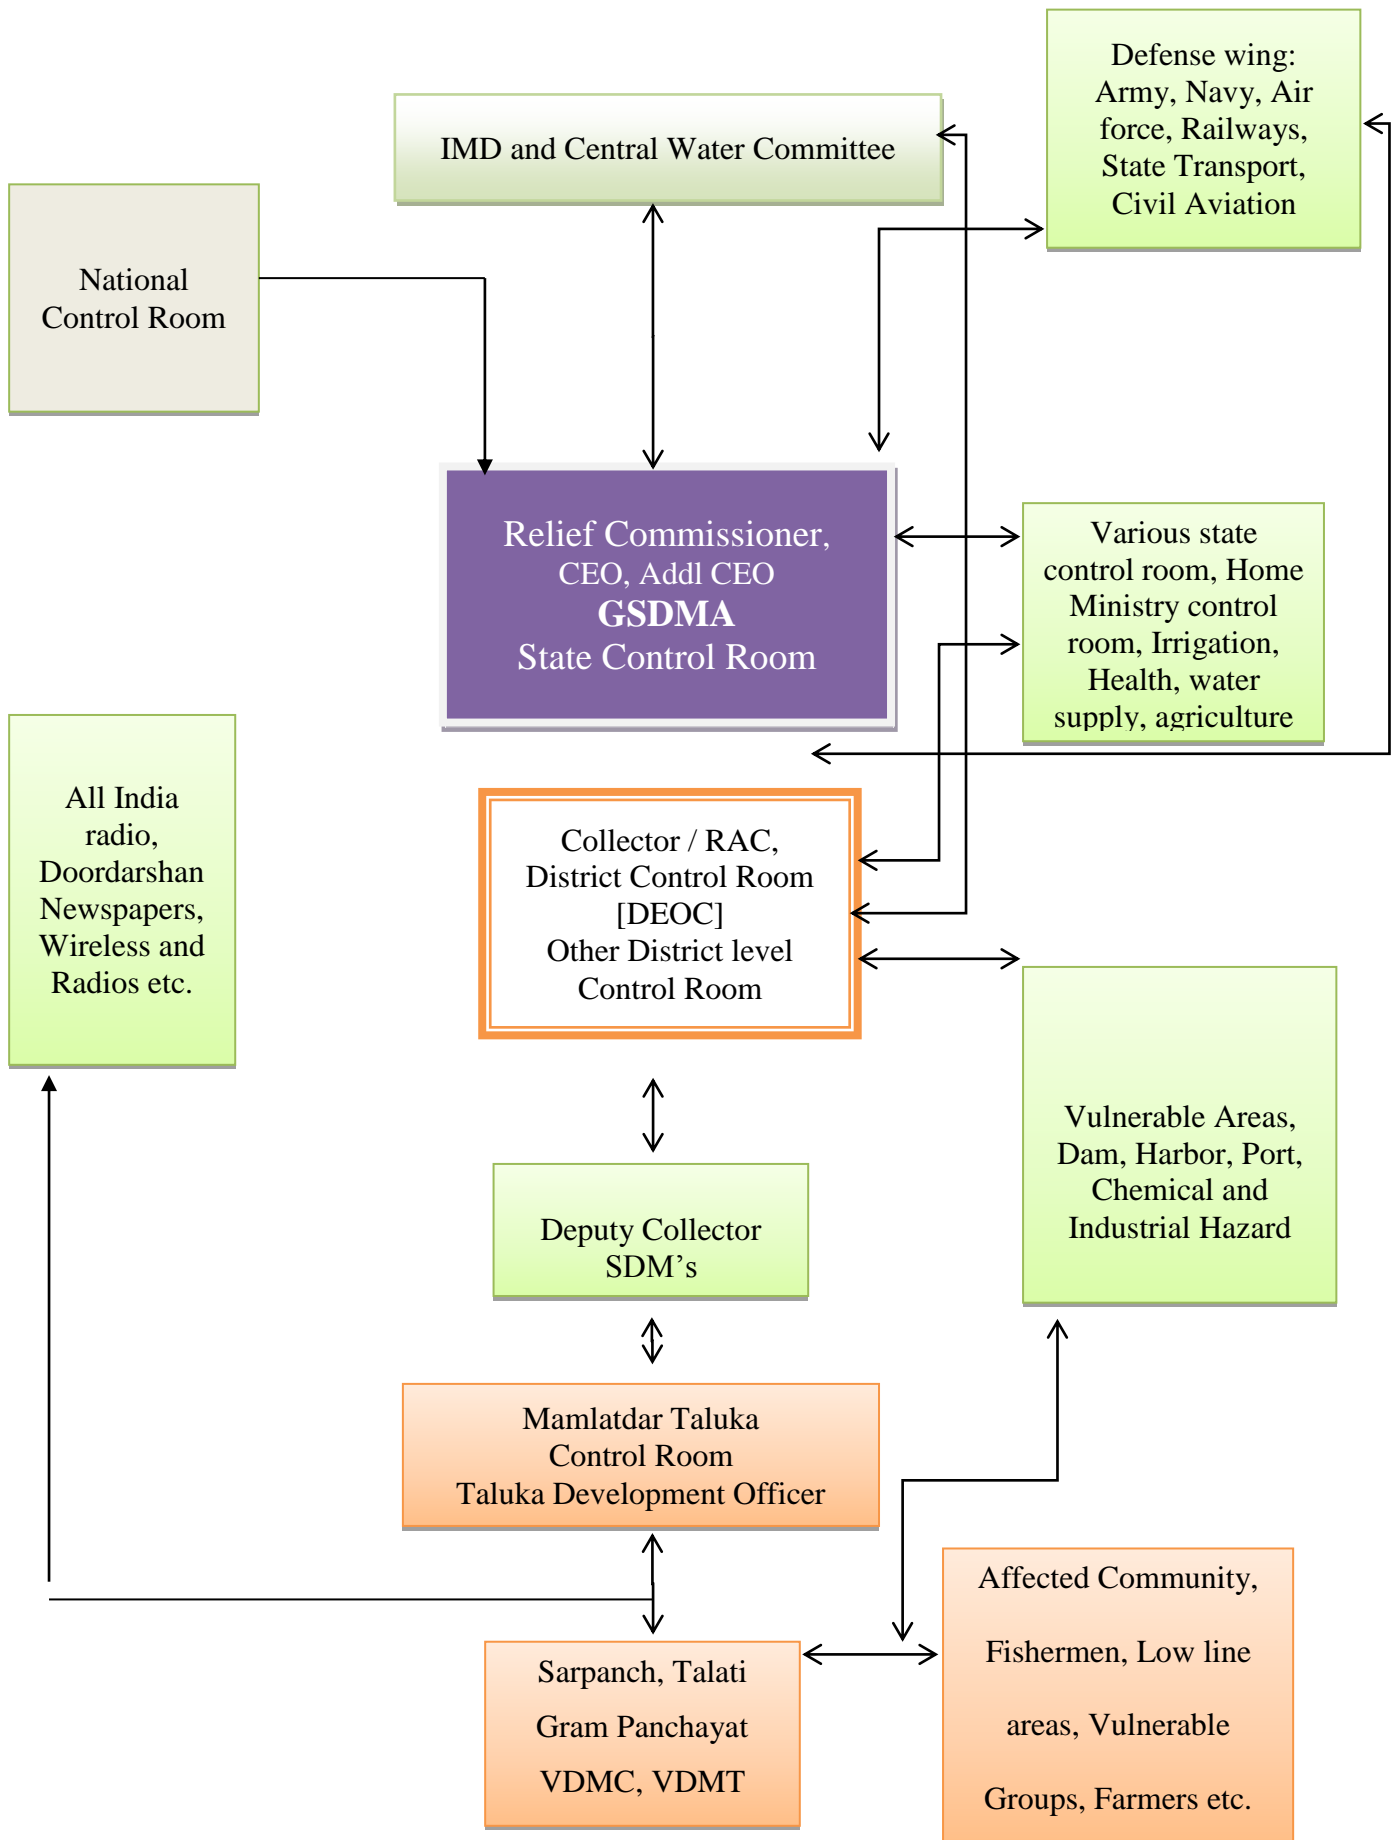 Defense wing:
Army, Navy, Air
force, Railways,
State Transport,
Civil Aviation
IMD and Central Water Committee
National
Control Room
Relief Commissioner,
CEO, Addl CEO
GSDMA
State Control Room
Various state
control room, Home
Ministry control
room, Irrigation,
Health, water
supply, agriculture
All India
radio,
Doordarshan
Newspapers,
Wireless and
Radios etc.
Collector / RAC,
District Control Room
[DEOC]
Other District level
Control Room
Vulnerable Areas,
Dam, Harbor, Port,
Chemical and
Industrial Hazard
Deputy Collector
SDM’s
Mamlatdar Taluka
Control Room
Taluka Development Officer
Sarpanch, Talati
Gram Panchayat
VDMC, VDMT
Affected Community,
Fishermen, Low line
areas, Vulnerable
Groups, Farmers etc.